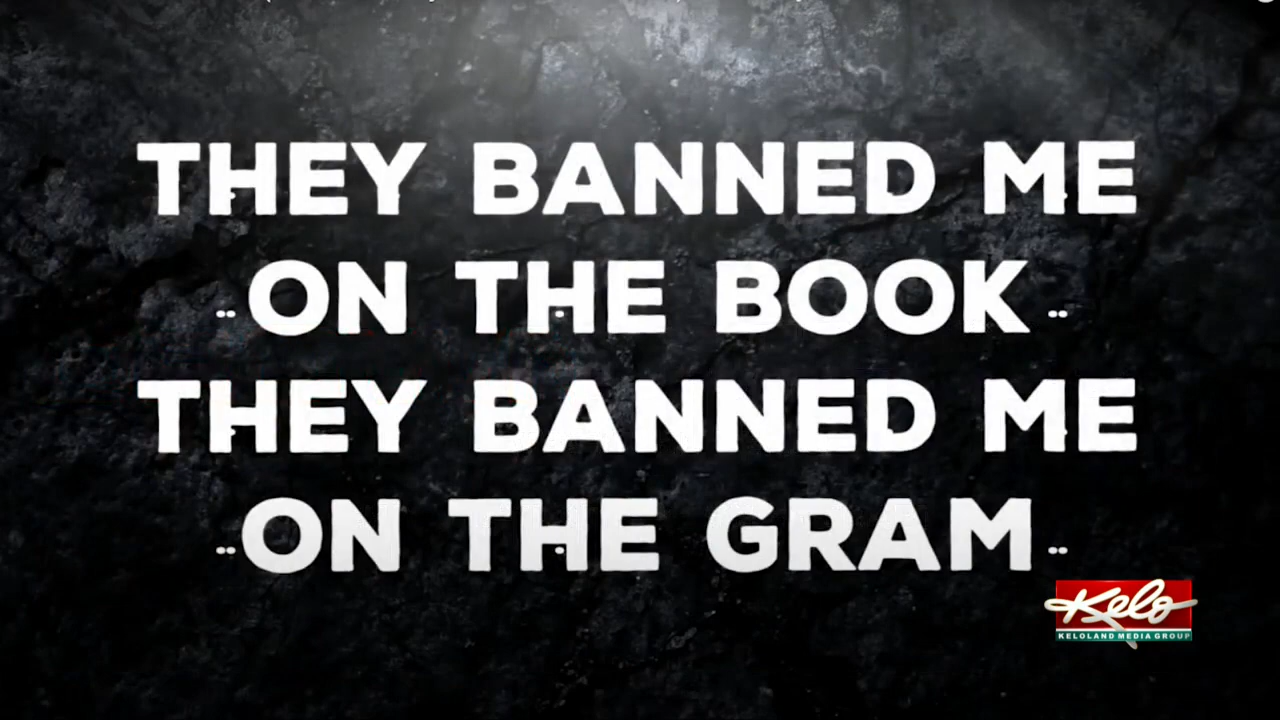 THEY BANNED ME
ON THE BOOK
THEY BANNED ME
ON THE GRAM
Kelo
KELOLAND MEDIA GROUP